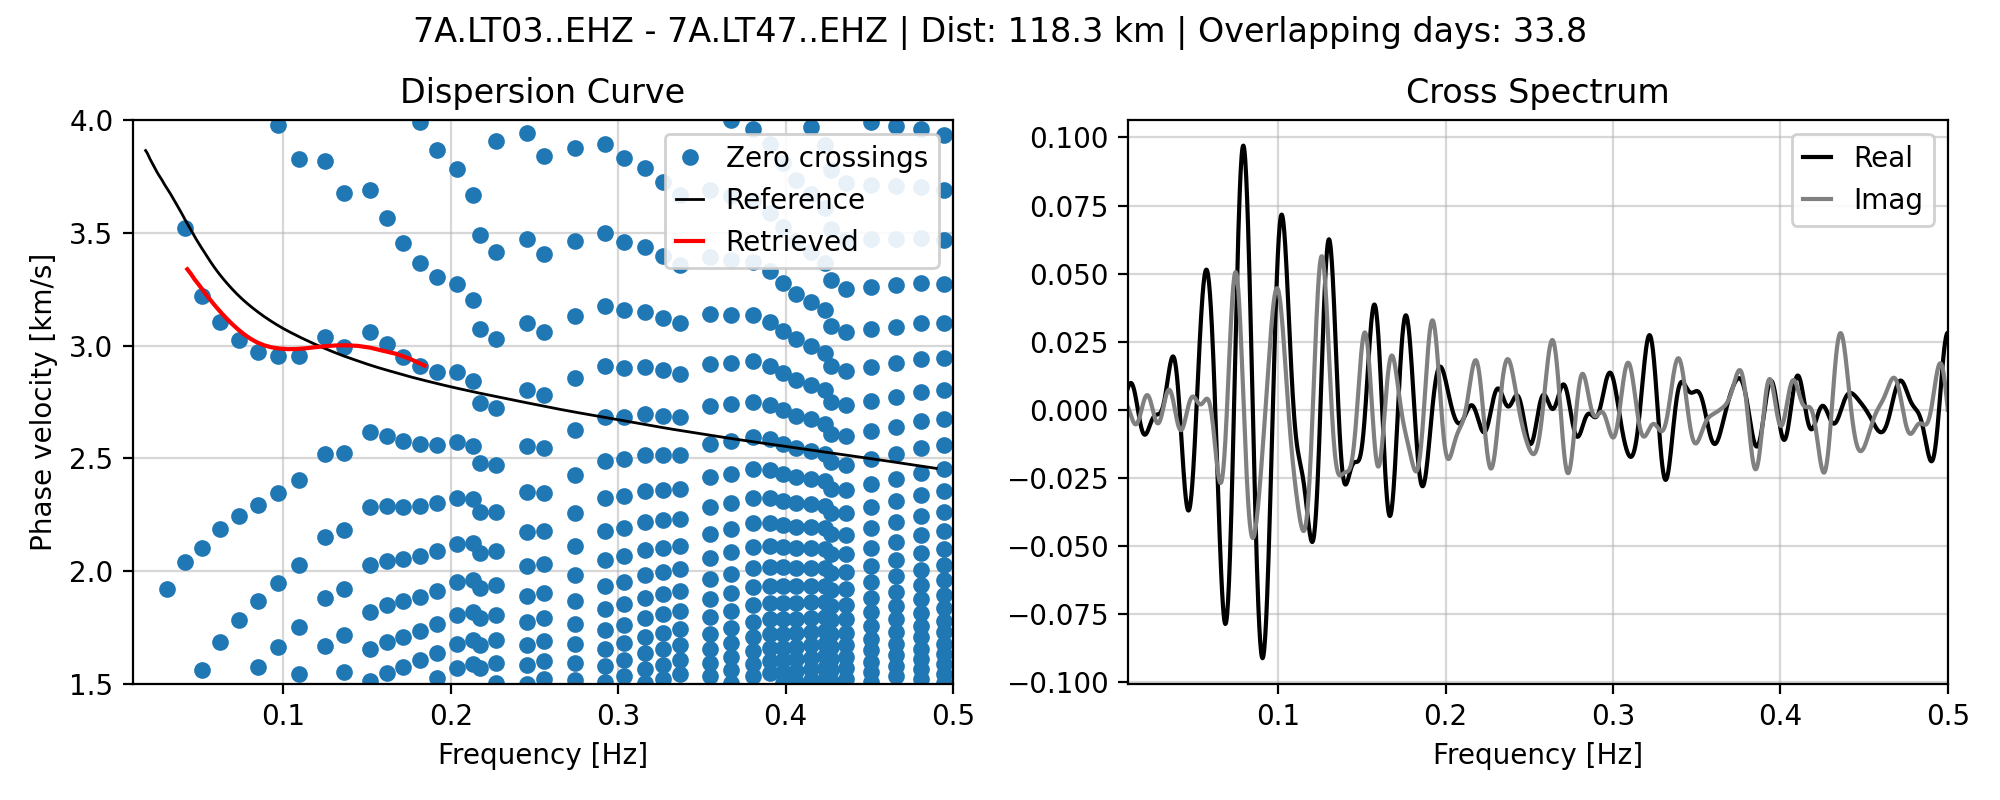 7A.LT03..EHZ - 7A.LT47..EHZ | Dist: 118.3 km | Overlapping days: 33.8
Dispersion Curve
4.0
3.5
3.0
2.5
2.0
1.5
Phase velocity [km/s]
0.1
0.2
0.3
0.4
0.5
Frequency [Hz]
Zero crossings
Reference
Retrieved
Cross Spectrum
0.100
0.075
0.050
0.025
0.000
−0.025
−0.050
−0.075
−0.100
0.1
0.2
0.3
0.4
0.5
Frequency [Hz]
Real
Imag